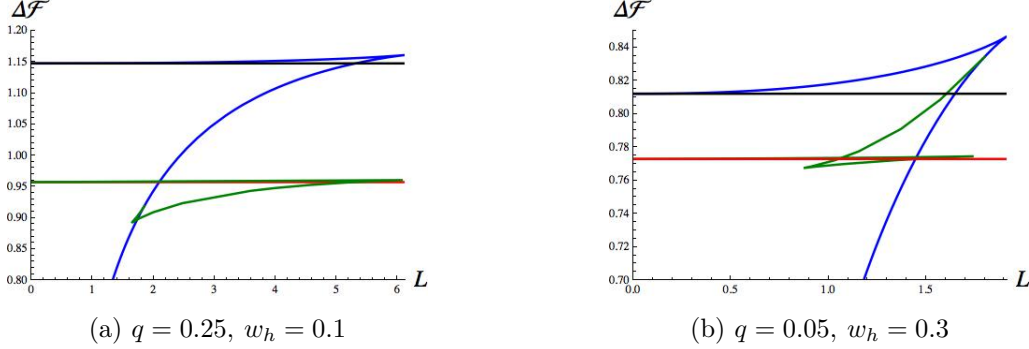 Δ𝓕
1.20
1.15
1.10
1.05
1.00
0.95
0.90
0.85
0.80
0 1 2 3 4 5 6 L
(a) q = 0.25, w_h = 0.1
Δ𝓕
0.84
0.82
0.80
0.78
0.76
0.74
0.72
0.70
0.0 0.5 1.0 1.5 L
(b) q = 0.05, w_h = 0.3